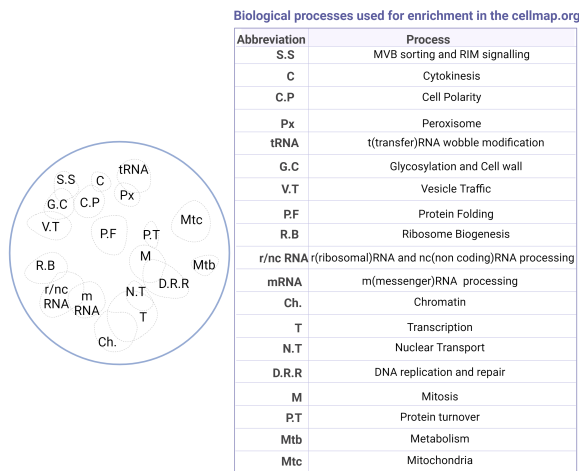 Biological processes used for enrichment in the cellmap.org
Abbreviation Process
S.S MVB sorting and RIM signalling
C Cytokinesis
C.P Cell Polarity
Px Peroxisome
tRNA t(transfer)RNA wobble modification
G.C Glycosylation and Cell wall
V.T Vesicle Traffic
P.F Protein Folding
R.B Ribosome Biogenesis
r/nc RNA r(ribosomal)RNA and nc(non coding)RNA processing
mRNA m(messenger)RNA processing
Ch. Chromatin
T Transcription
N.T Nuclear Transport
D.R.R DNA replication and repair
M Mitosis
P.T Protein turnover
Mtb Metabolism
Mtc Mitochondria
tRNA
S.S
C
Px
G.C
C.P
Mtc
V.T
P.F
P.T
M
R.B
Mtb
D.R.R
r/nc
RNA
m
RNA
N.T
T
Ch.